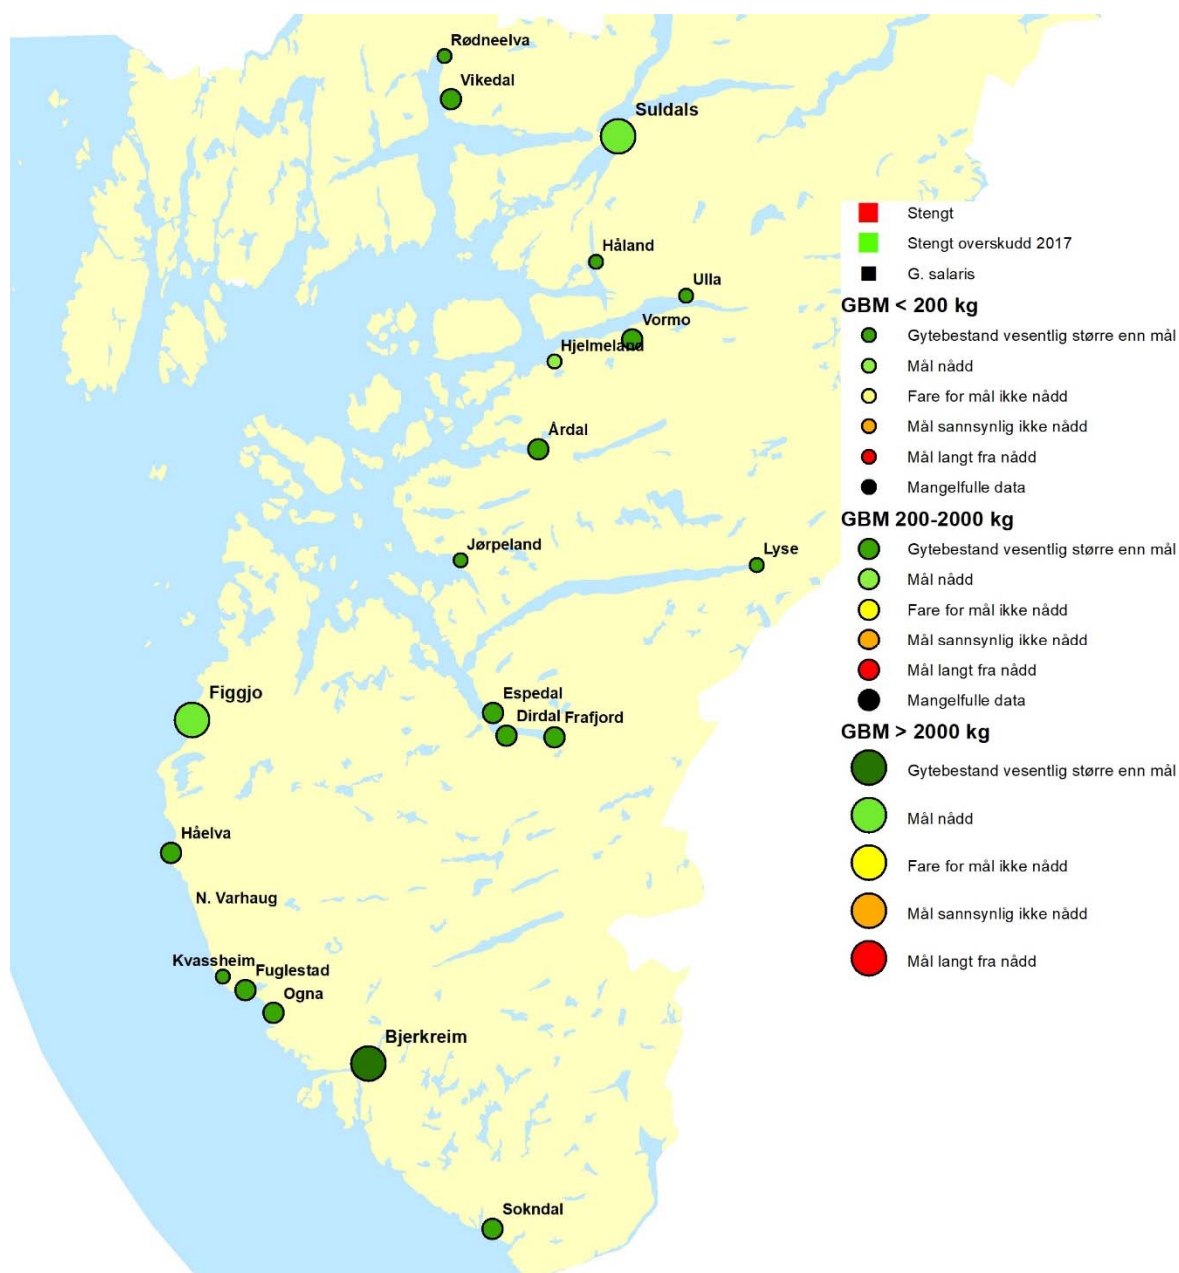 Rødneelva
Vikedal
Suldals
Håland
Ulla
Vormo
Hjelmeland
Årdal
Jørpeland
Lyse
Espedal
Dirdal
Frafjord
Figgjo
Håelva
N. Varhaug
Kvassheim
Fuglestad
Ogna
Bjerkreim
Sokndal
Stengt
Stengt overskudd 2017
G. salaris
GBM < 200 kg
Gytebestand vesentlig større enn mål
Mål nådd
Fare for mål ikke nådd
Mål sannsynlig ikke nådd
Mål langt fra nådd
Mangelfulle data
GBM 200-2000 kg
Gytebestand vesentlig større enn mål
Mål nådd
Fare for mål ikke nådd
Mål sannsynlig ikke nådd
Mål langt fra nådd
Mangelfulle data
GBM > 2000 kg
Gytebestand vesentlig større enn mål
Mål nådd
Fare for mål ikke nådd
Mål sannsynlig ikke nådd
Mål langt fra nådd